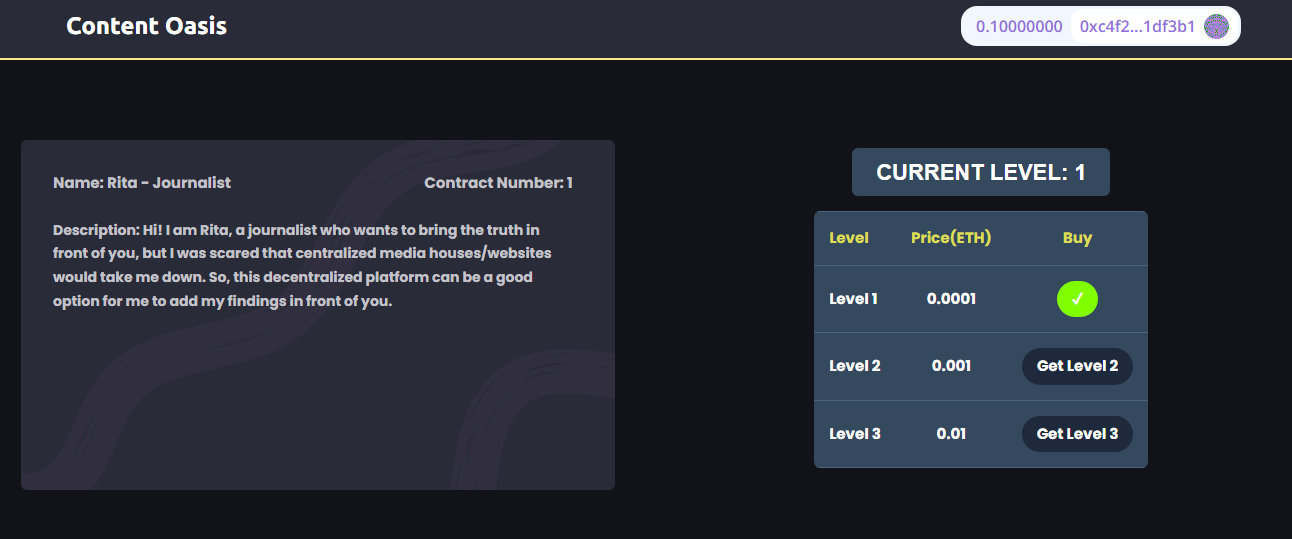 Content Oasis
0.10000000 0xc4f2...1df3b1
Name: Rita - Journalist
Contract Number: 1
Description: Hi! I am Rita, a journalist who wants to bring the truth in
front of you, but I was scared that centralized media houses/websites
would take me down. So, this decentralized platform can be a good
option for me to add my findings in front of you.
CURRENT LEVEL: 1
Level Price(ETH) Buy
Level 1 0.0001 ✓
Level 2 0.001 Get Level 2
Level 3 0.01 Get Level 3